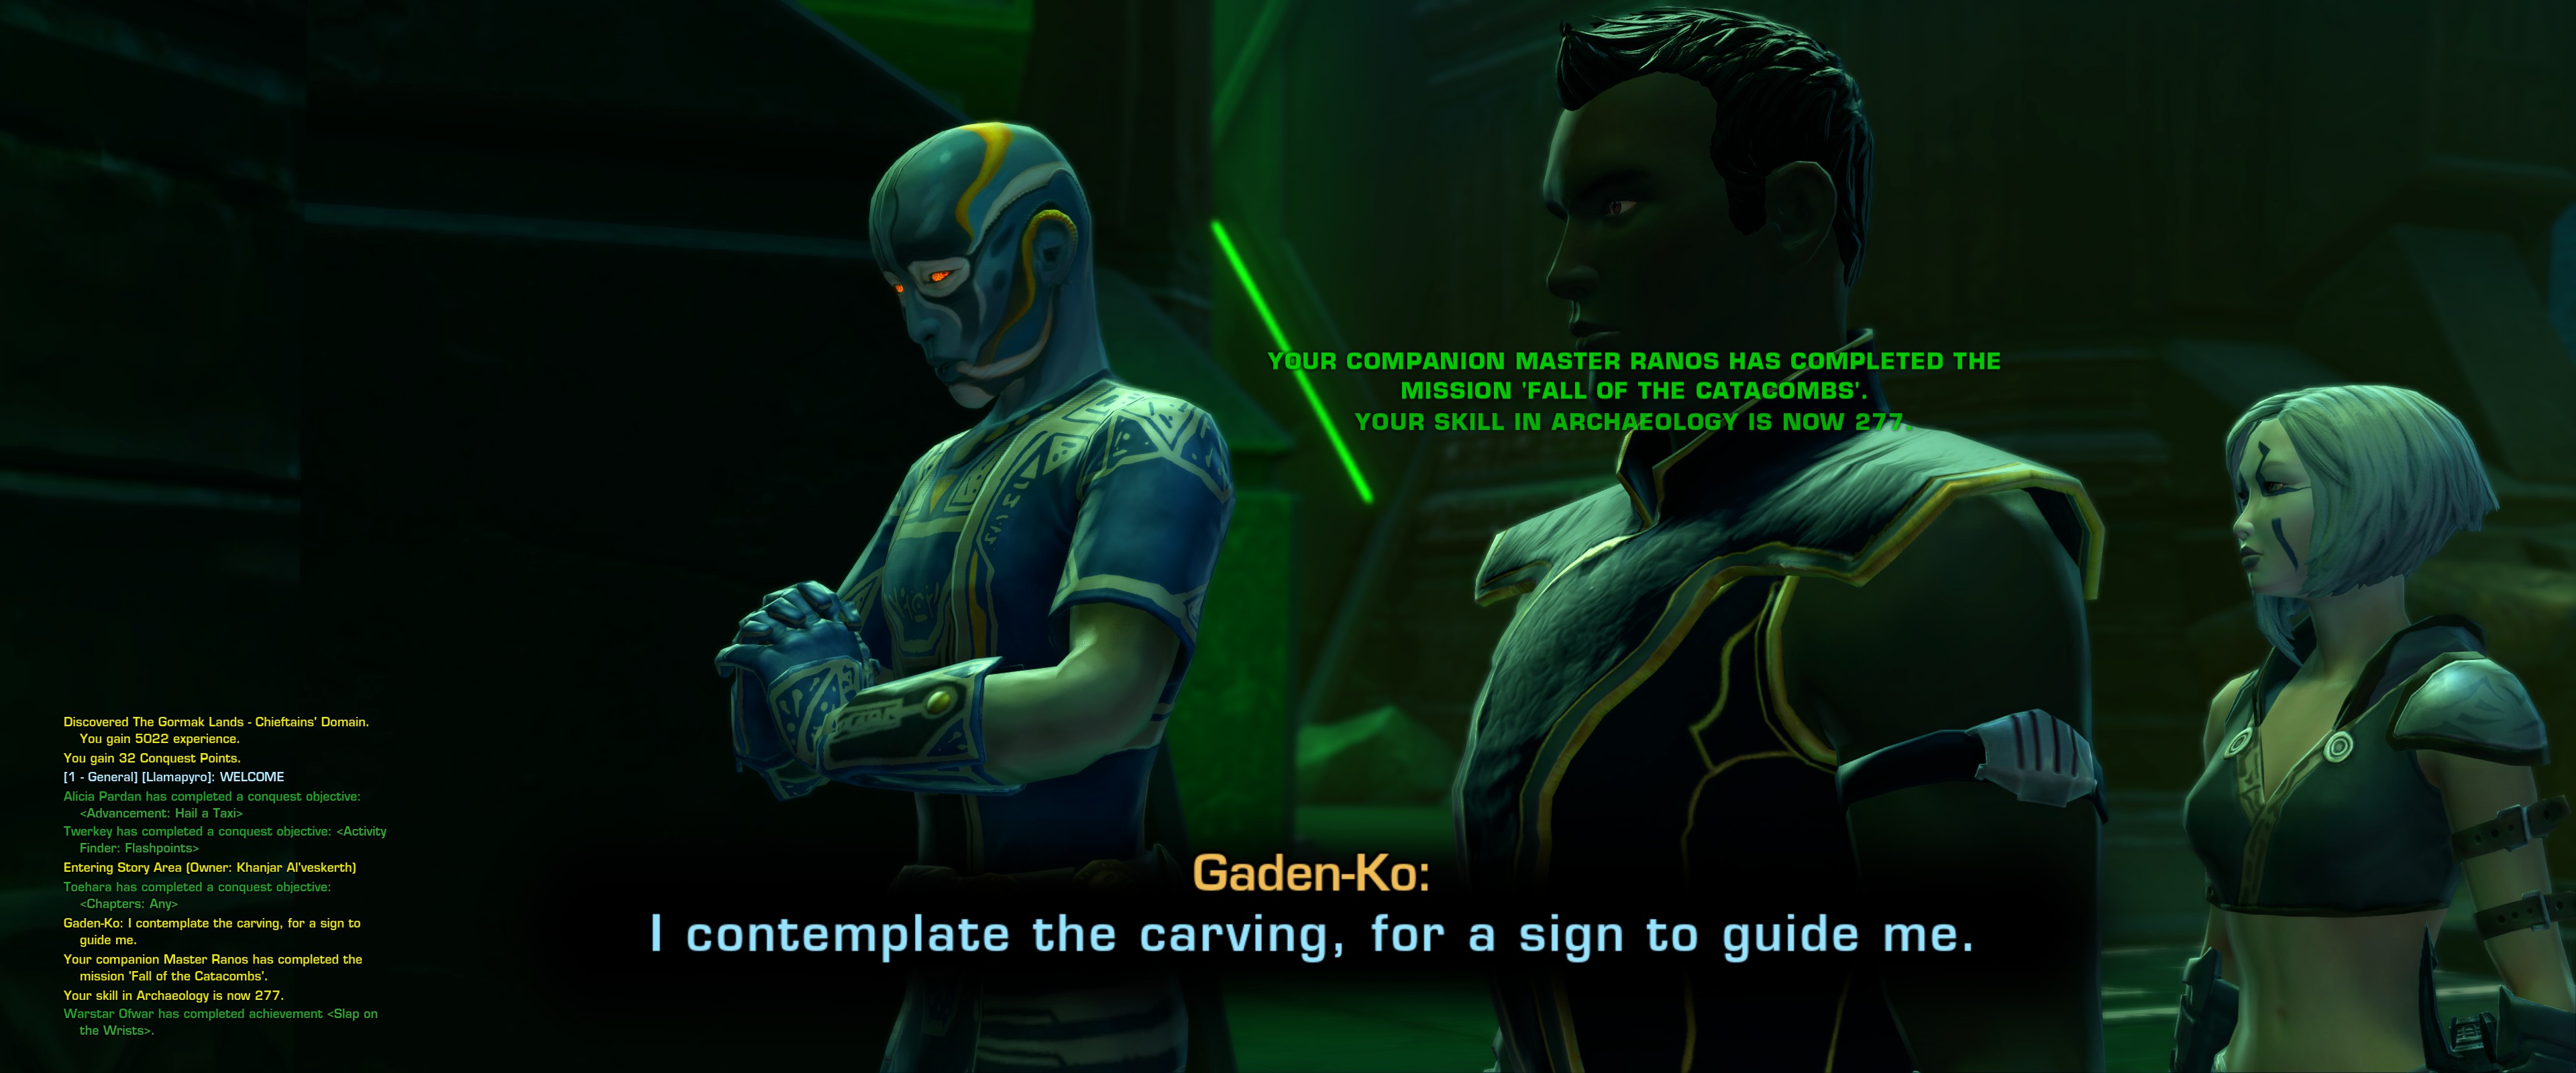 YOUR COMPANION MASTER RANOS HAS COMPLETED THE
MISSION 'FALL OF THE CATACOMBS'.
YOUR SKILL IN ARCHAEOLOGY IS NOW 277.
Discovered The Gormak Lands - Chieftains' Domain.
You gain 5022 experience.
You gain 32 Conquest Points.
[1 - General] [Llamapyro]: WELCOME
Alicia Pardan has completed a conquest objective:
<Advancement: Hail a Taxi>
Twerkey has completed a conquest objective: <Activity
Finder: Flashpoints>
Entering Story Area (Owner: Khanjar Al'veskerth)
Toehara has completed a conquest objective:
<Chapters: Any>
Gaden-Ko: I contemplate the carving, for a sign to
guide me.
Your companion Master Ranos has completed the
mission 'Fall of the Catacombs'.
Your skill in Archaeology is now 277.
Warstar Ofwar has completed achievement <Slap on
the Wrists>.
Gaden-Ko:
I contemplate the carving, for a sign to guide me.